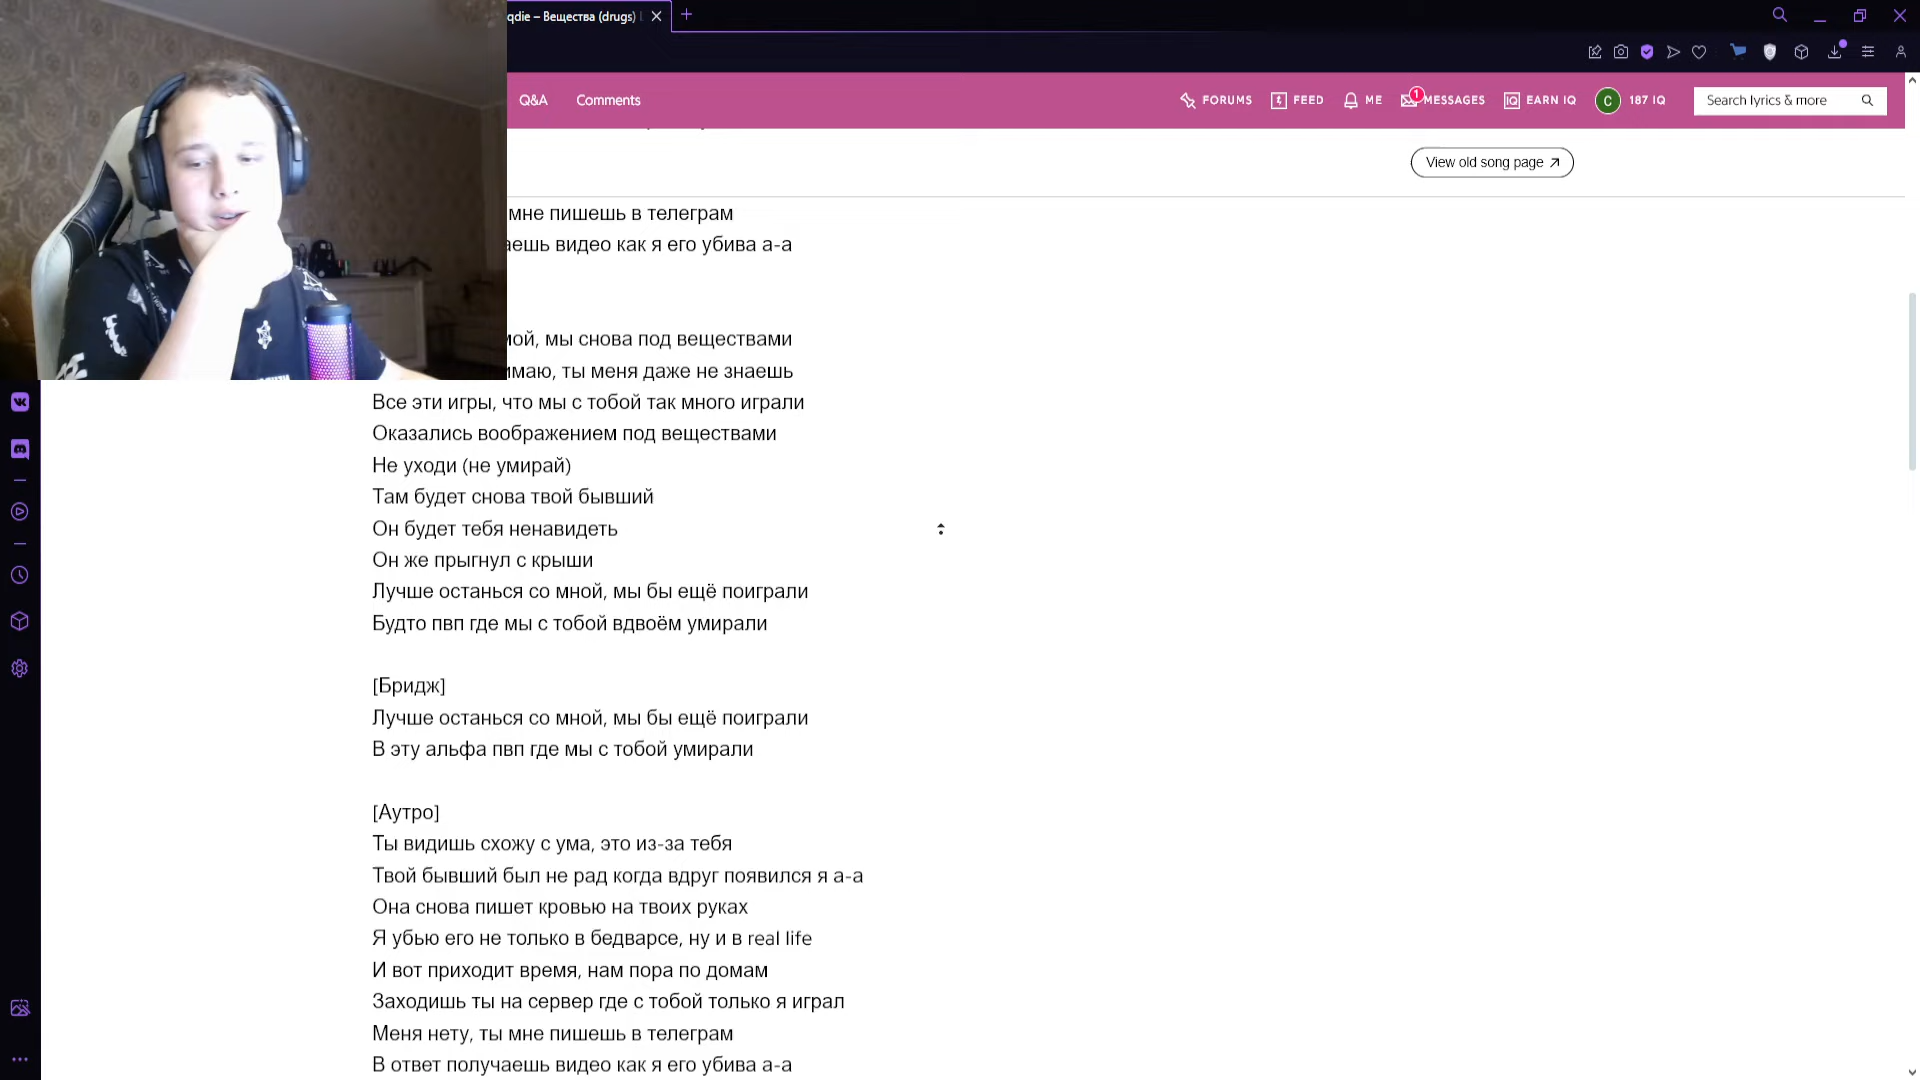 qdie – Вещества (drugs)
Q&A
Comments
FORUMS
FEED
ME
1
MESSAGES
EARN IQ
C
187 IQ
Search lyrics & more
View old song page
мне пишешь в телеграм
аешь видео как я его убива а-а
мой, мы снова под веществами
имаю, ты меня даже не знаешь
Все эти игры, что мы с тобой так много играли
Оказались воображением под веществами
Не уходи (не умирай)
Там будет снова твой бывший
Он будет тебя ненавидеть
Он же прыгнул с крыши
Лучше останься со мной, мы бы ещё поиграли
Будто пвп где мы с тобой вдвоём умирали
[Бридж]
Лучше останься со мной, мы бы ещё поиграли
В эту альфа пвп где мы с тобой умирали
[Аутро]
Ты видишь схожу с ума, это из-за тебя
Твой бывший был не рад когда вдруг появился я а-а
Она снова пишет кровью на твоих руках
Я убью его не только в бедварсе, ну и в real life
И вот приходит время, нам пора по домам
Заходишь ты на сервер где с тобой только я играл
Меня нету, ты мне пишешь в телеграм
В ответ получаешь видео как я его убива а-а